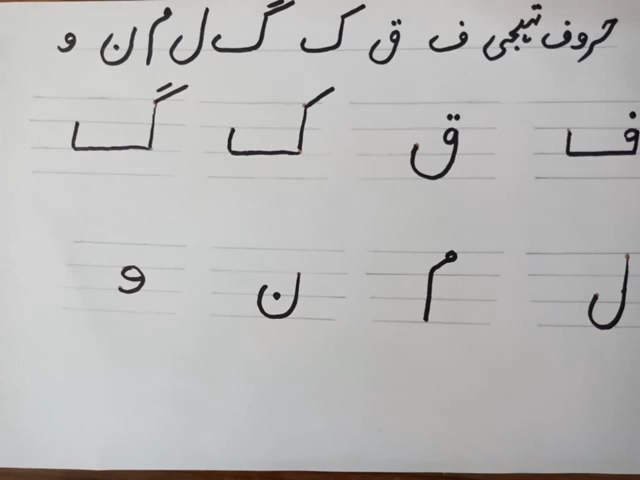 حروف تہجی ف ق ک گ ل م ن و
ف ق ک گ
ل م ن و